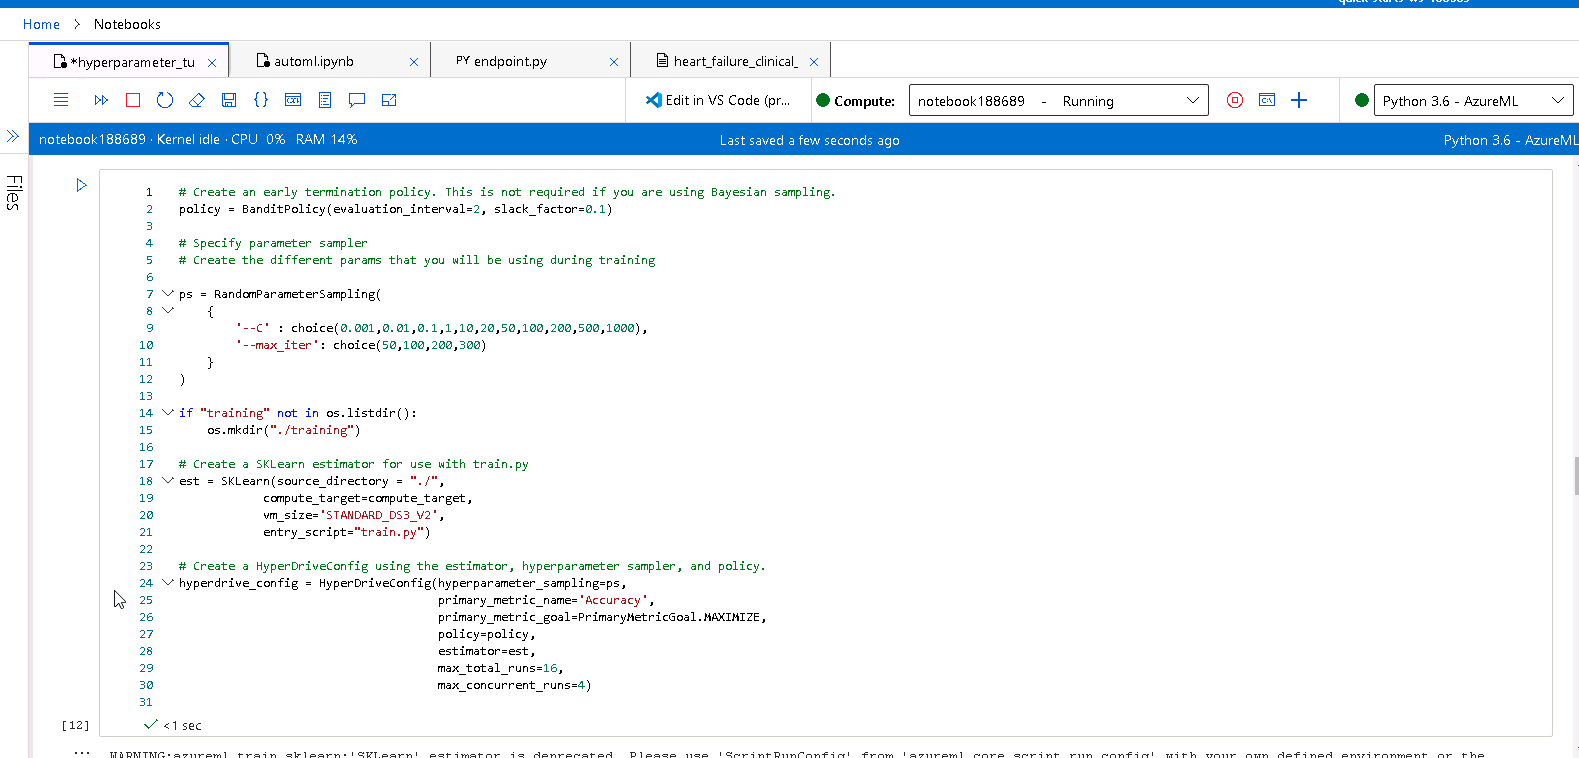 Home > Notebooks
*hyperparameter_tu × automl.ipynb × PY endpoint.py × heart_failure_clinical_ ×
Edit in VS Code (pr... Compute: notebook188689 - Running Python 3.6 - AzureML
notebook188689 · Kernel idle · CPU 0% RAM 14% Last saved a few seconds ago Python 3.6 - AzureML
Files
1 # Create an early termination policy. This is not required if you are using Bayesian sampling.
2 policy = BanditPolicy(evaluation_interval=2, slack_factor=0.1)
3
4 # Specify parameter sampler
5 # Create the different params that you will be using during training
6
7 ps = RandomParameterSampling(
8 {
9 '--C' : choice(0.001,0.01,0.1,1,10,20,50,100,200,500,1000),
10 '--max_iter': choice(50,100,200,300)
11 }
12 )
13
14 if "training" not in os.listdir():
15 os.mkdir("./training")
16
17 # Create a SKLearn estimator for use with train.py
18 est = SKLearn(source_directory = "./",
19 compute_target=compute_target,
20 vm_size='STANDARD_DS3_V2',
21 entry_script="train.py")
22
23 # Create a HyperDriveConfig using the estimator, hyperparameter sampler, and policy.
24 hyperdrive_config = HyperDriveConfig(hyperparameter_sampling=ps,
25 primary_metric_name='Accuracy',
26 primary_metric_goal=PrimaryMetricGoal.MAXIMIZE,
27 policy=policy,
28 estimator=est,
29 max_total_runs=16,
30 max_concurrent_runs=4)
31
[12] <1 sec
... WARNING:azureml.train.sklearn:'SKLearn' estimator is deprecated. Please use 'ScriptRunConfig' from 'azureml.core.script_run_config' with your own defined environment or the